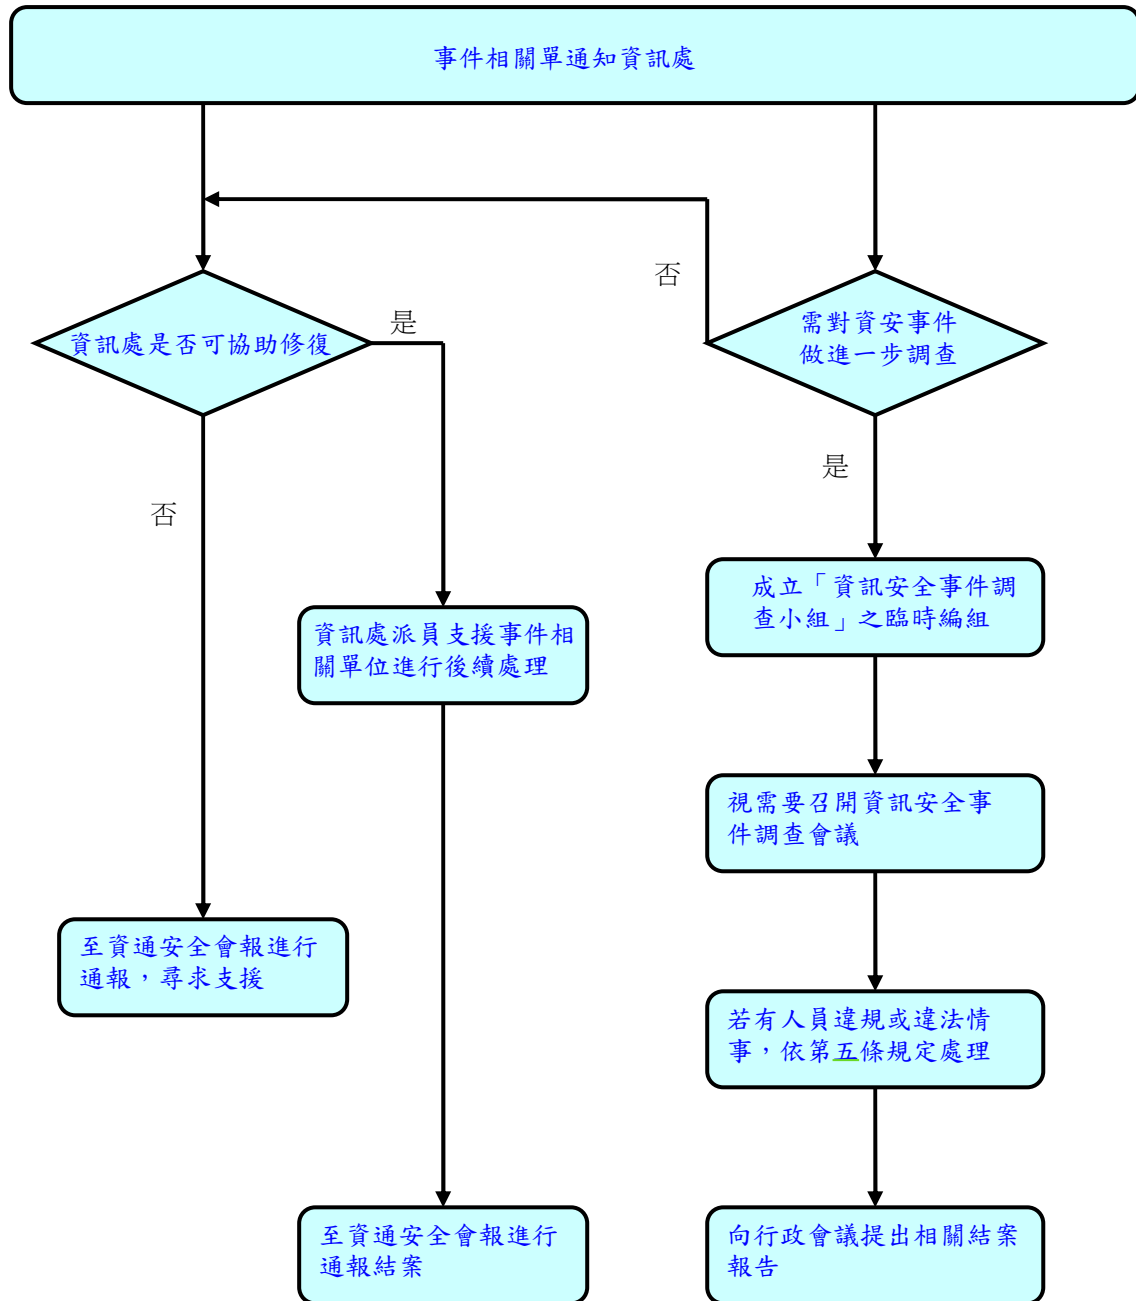 事件相關單通知資訊處
否
是
資訊處是否可協助修復
需對資安事件
做進一步調查
是
否
成立「資訊安全事件調
查小組」之臨時編組
資訊處派員支援事件相
關單位進行後續處理
視需要召開資訊安全事
件調查會議
至資通安全會報進行
通報，尋求支援
若有人員違規或違法情
事，依第五條規定處理
至資通安全會報進行
通報結案
向行政會議提出相關結案
報告